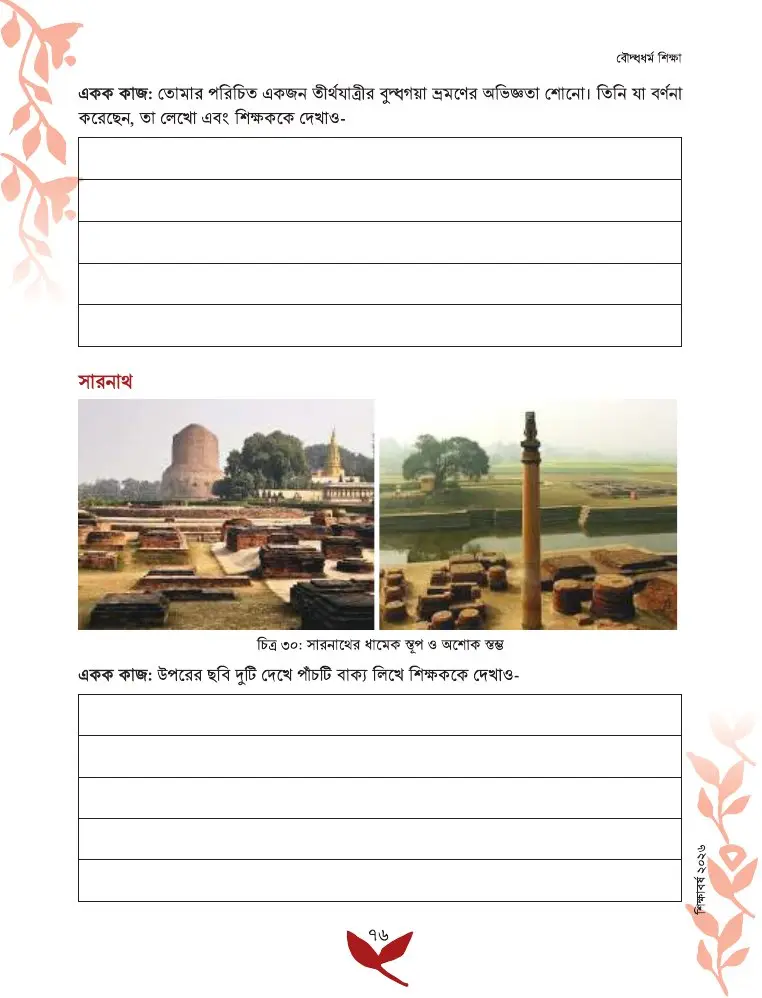 বৌদ্ধধর্ম শিক্ষা
একক কাজ: তোমার পরিচিত একজন তীর্থযাত্রীর বুদ্ধগয়া ভ্রমণের অভিজ্ঞতা শোনো। তিনি যা বর্ণনা
করেছেন, তা লেখো এবং শিক্ষককে দেখাও-
সারনাথ
চিত্র ৩০: সারনাথের ধামেক স্তূপ ও অশোক স্তম্ভ
একক কাজ: উপরের ছবি দুটি দেখে পাঁচটি বাক্য লিখে শিক্ষককে দেখাও-
শিক্ষাবর্ষ ২০২৬
৭৬